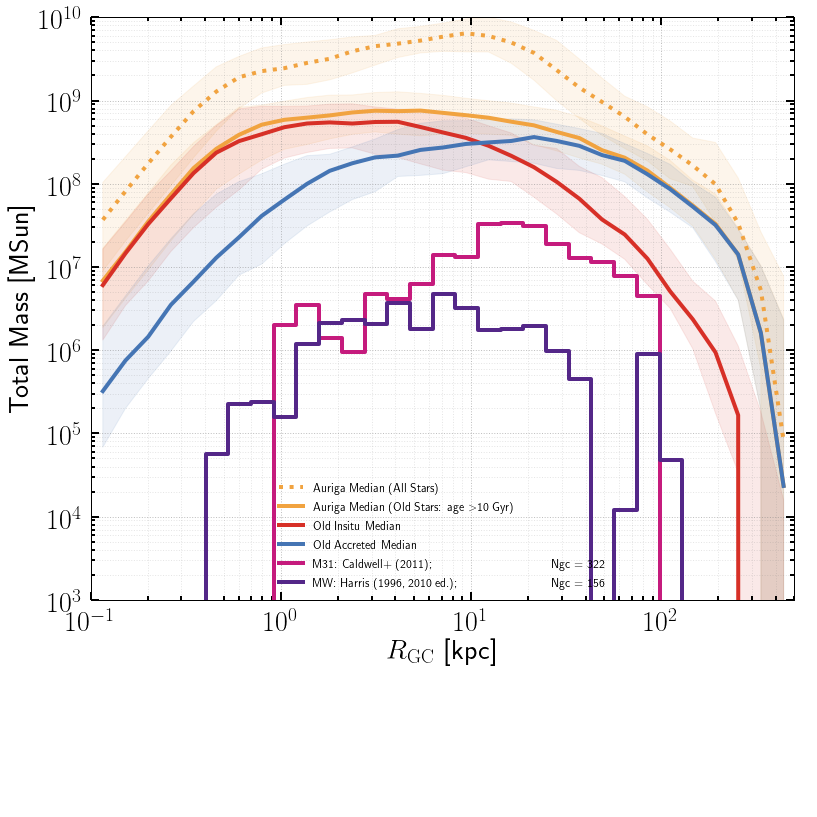 10^10
10^9
10^8
10^7
10^6
10^5
10^4
10^3
Total Mass [MSun]
Auriga Median (All Stars)
Auriga Median (Old Stars: age >10 Gyr)
Old Insitu Median
Old Accreted Median
M31: Caldwell+ (2011); Ngc = 322
MW: Harris (1996, 2010 ed.); Ngc = 156
10^-1 10^0 10^1 10^2
R_GC [kpc]